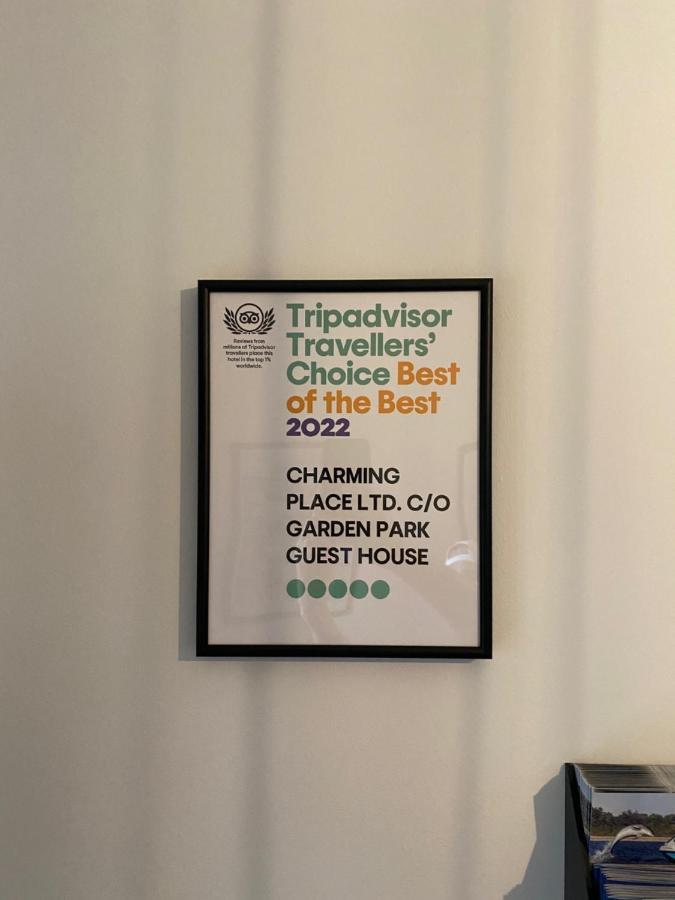 Reviews from
millions of Tripadvisor
travellers place this
hotel in the top 1%
worldwide.
Tripadvisor
Travellers'
Choice Best
of the Best
2022
CHARMING
PLACE LTD. C/O
GARDEN PARK
GUEST HOUSE